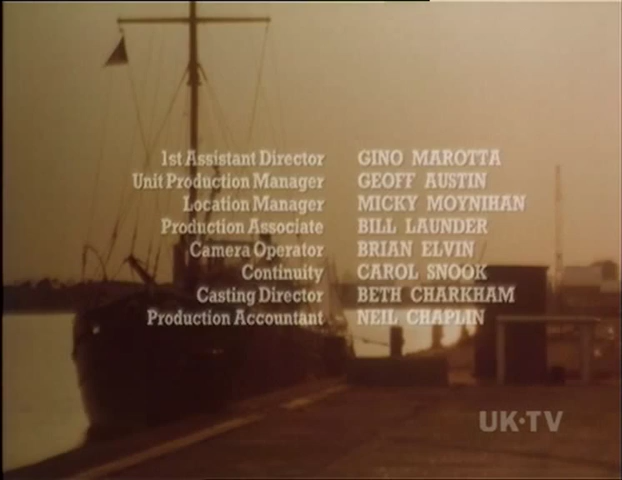 1st Assistant Director GINO MAROTTA
Unit Production Manager GEOFF AUSTIN
Location Manager MICKY MOYNIHAN
Production Associate BILL LAUNDER
Camera Operator BRIAN ELVIN
Continuity CAROL SNOOK
Casting Director BETH CHARKHAM
Production Accountant NEIL CHAPLIN
UK·TV